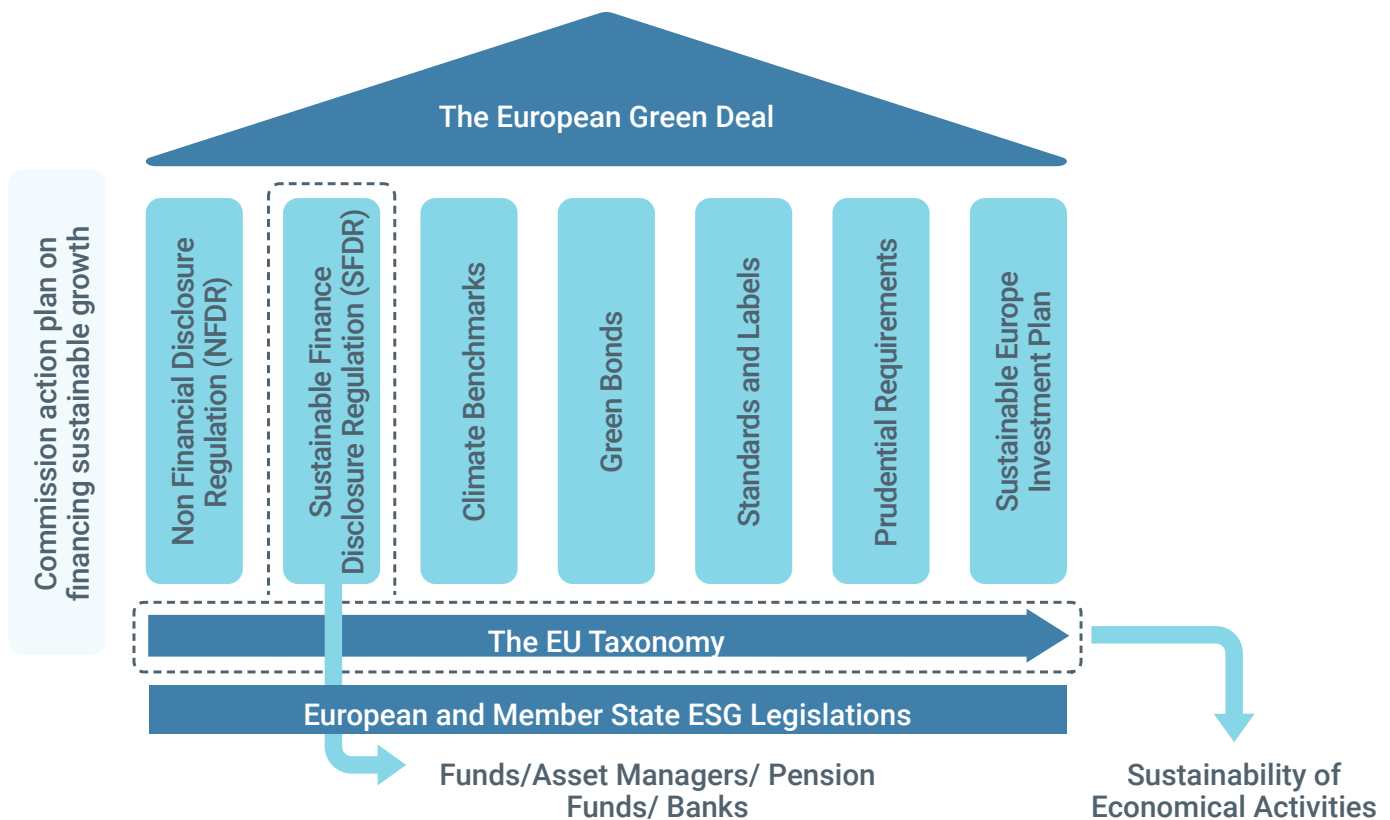 The European Green Deal
Commission action plan on
financing sustainable growth
Non Financial Disclosure
Regulation (NFDR)
Sustainable Finance
Disclosure Regulation (SFDR)
Climate Benchmarks
Green Bonds
Standards and Labels
Prudential Requirements
Sustainable Europe
Investment Plan
The EU Taxonomy
European and Member State ESG Legislations
Funds/Asset Managers/ Pension
Funds/ Banks
Sustainability of
Economical Activities